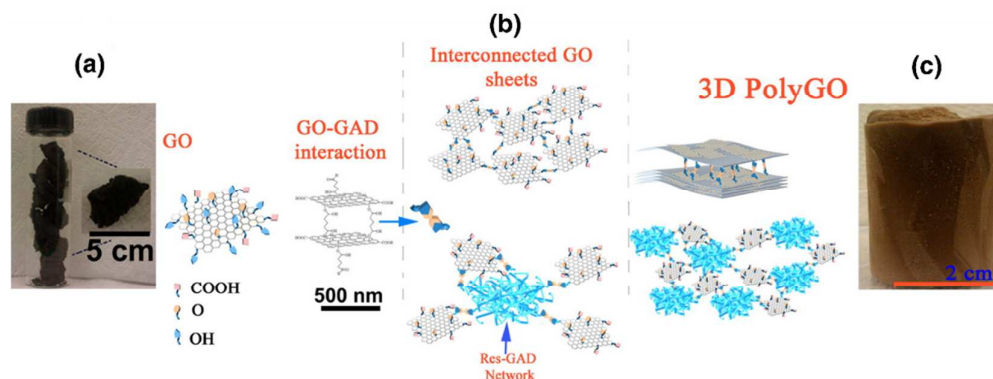 (a)
GO
5 cm
COOH
O
OH
GO-GAD
interaction
500 nm
(b)
Interconnected GO
sheets
Res-GAD
Network
3D PolyGO
(c)
2 cm